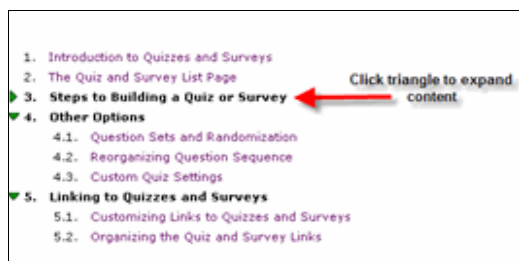 1. Introduction to Quizzes and Surveys
2. The Quiz and Survey List Page
3. Steps to Building a Quiz or Survey
Click triangle to expand
content
4. Other Options
4.1. Question Sets and Randomization
4.2. Reorganizing Question Sequence
4.3. Custom Quiz Settings
5. Linking to Quizzes and Surveys
5.1. Customizing Links to Quizzes and Surveys
5.2. Organizing the Quiz and Survey Links